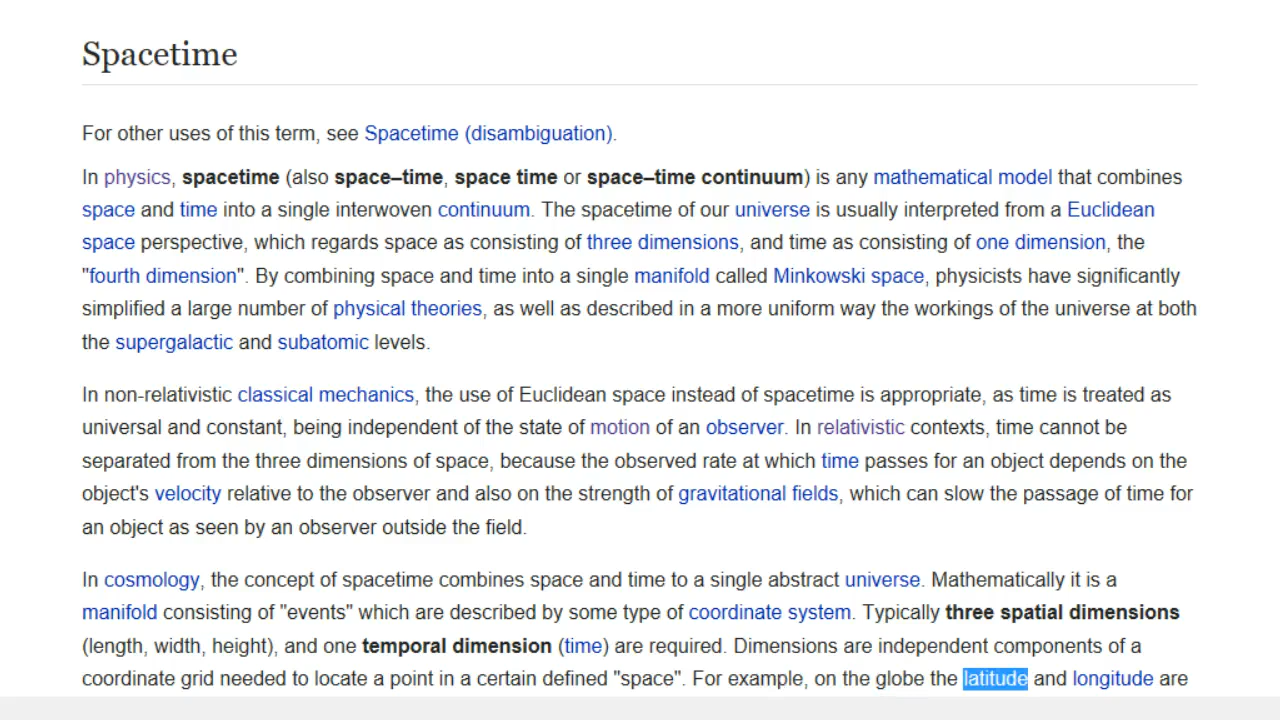 Spacetime
For other uses of this term, see Spacetime (disambiguation).
In physics, spacetime (also space–time, space time or space–time continuum) is any mathematical model that combines
space and time into a single interwoven continuum. The spacetime of our universe is usually interpreted from a Euclidean
space perspective, which regards space as consisting of three dimensions, and time as consisting of one dimension, the
"fourth dimension". By combining space and time into a single manifold called Minkowski space, physicists have significantly
simplified a large number of physical theories, as well as described in a more uniform way the workings of the universe at both
the supergalactic and subatomic levels.
In non-relativistic classical mechanics, the use of Euclidean space instead of spacetime is appropriate, as time is treated as
universal and constant, being independent of the state of motion of an observer. In relativistic contexts, time cannot be
separated from the three dimensions of space, because the observed rate at which time passes for an object depends on the
object's velocity relative to the observer and also on the strength of gravitational fields, which can slow the passage of time for
an object as seen by an observer outside the field.
In cosmology, the concept of spacetime combines space and time to a single abstract universe. Mathematically it is a
manifold consisting of "events" which are described by some type of coordinate system. Typically three spatial dimensions
(length, width, height), and one temporal dimension (time) are required. Dimensions are independent components of a
coordinate grid needed to locate a point in a certain defined "space". For example, on the globe the latitude and longitude are